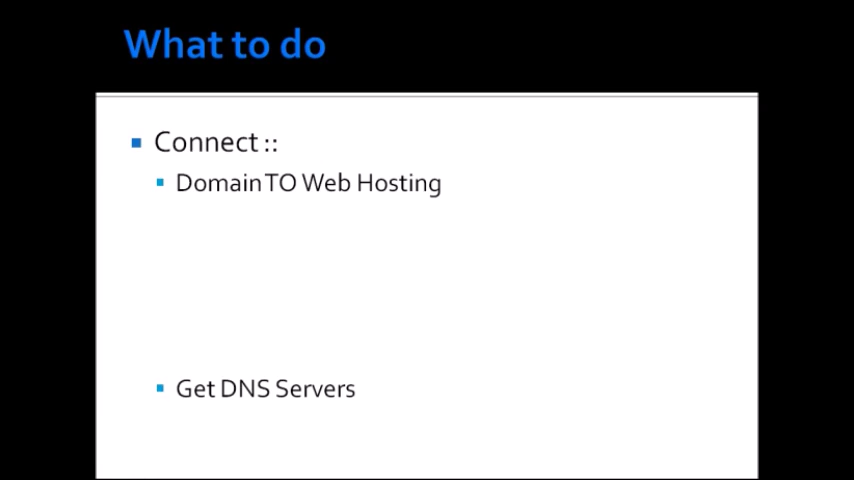 What to do
Connect ::
Domain TO Web Hosting
Get DNS Servers